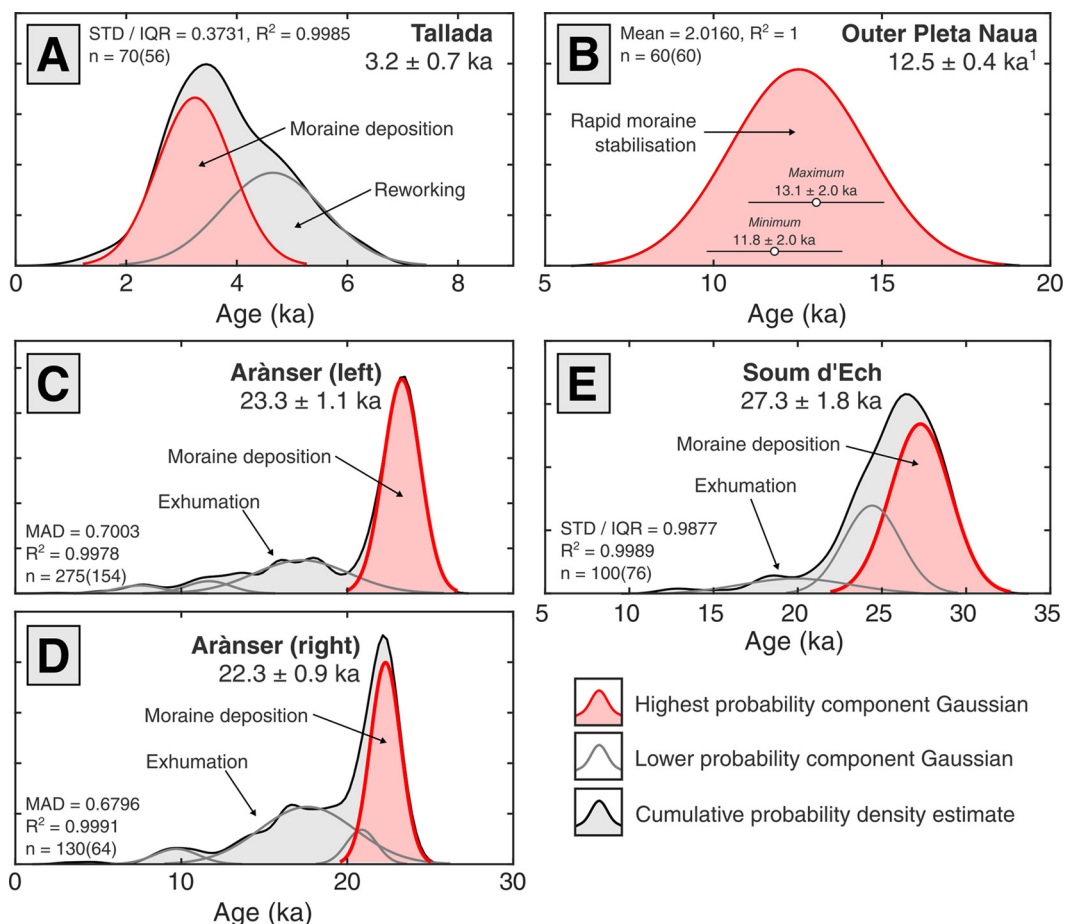 A
STD / IQR = 0.3731, R² = 0.9985
n = 70(56)
Tallada
3.2 ± 0.7 ka
Moraine deposition
Reworking
0 2 4 6 8
Age (ka)
B
Mean = 2.0160, R² = 1
n = 60(60)
Outer Pleta Naua
12.5 ± 0.4 ka¹
Rapid moraine
stabilisation
Maximum
13.1 ± 2.0 ka
Minimum
11.8 ± 2.0 ka
5 10 15 20
Age (ka)
C
Arànser (left)
23.3 ± 1.1 ka
Moraine deposition
Exhumation
MAD = 0.7003
R² = 0.9978
n = 275(154)
0 10 20 30
E
Soum d'Ech
27.3 ± 1.8 ka
Moraine deposition
Exhumation
STD / IQR = 0.9877
R² = 0.9989
n = 100(76)
5 10 15 20 25 30 35
Age (ka)
D
Arànser (right)
22.3 ± 0.9 ka
Moraine deposition
Exhumation
MAD = 0.6796
R² = 0.9991
n = 130(64)
0 10 20 30
Age (ka)
Highest probability component Gaussian
Lower probability component Gaussian
Cumulative probability density estimate